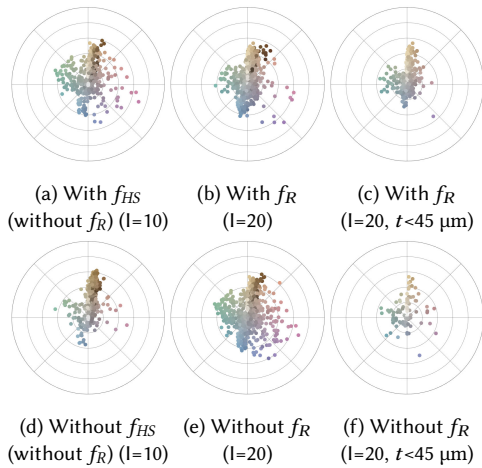 (a) With f_HS
(without f_R) (I=10)
(b) With f_R
(I=20)
(c) With f_R
(I=20, t<45 µm)
(d) Without f_HS
(without f_R) (I=10)
(e) Without f_R
(I=20)
(f) Without f_R
(I=20, t<45 µm)